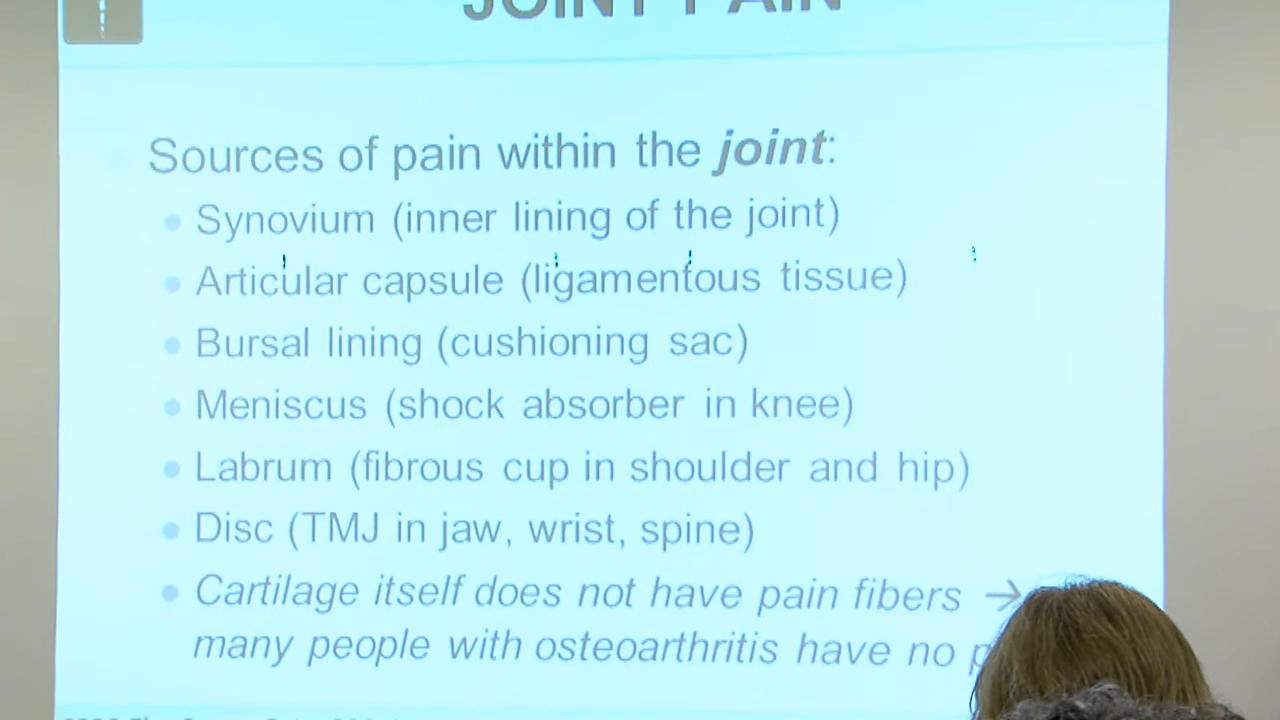 JOINT PAIN
Sources of pain within the joint:
• Synovium (inner lining of the joint)
• Articular capsule (ligamentous tissue)
• Bursal lining (cushioning sac)
• Meniscus (shock absorber in knee)
• Labrum (fibrous cup in shoulder and hip)
• Disc (TMJ in jaw, wrist, spine)
• Cartilage itself does not have pain fibers →
many people with osteoarthritis have no